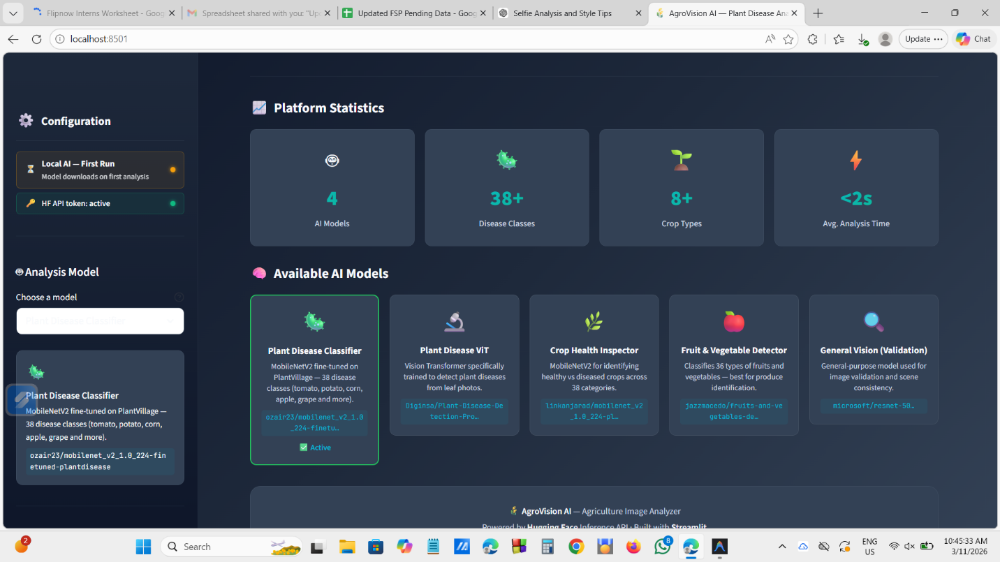 Flipnow Interns Worksheet - Goog
Spreadsheet shared with you: "Up
Updated FSP Pending Data - Goog
Selfie Analysis and Style Tips
AgroVision AI — Plant Disease Ana
localhost:8501
Update
Chat
Configuration
Local AI — First Run
Model downloads on first analysis
HF API token: active
Analysis Model
Choose a model
Plant Disease Classifier
Plant Disease Classifier
MobileNetV2 fine-tuned on PlantVillage —
38 disease classes (tomato, potato, corn,
apple, grape and more).
ozair23/mobilenet_v2_1.0_224-fin
etuned-plantdisease
Platform Statistics
4
AI Models
38+
Disease Classes
8+
Crop Types
<2s
Avg. Analysis Time
Available AI Models
Plant Disease Classifier
MobileNetV2 fine-tuned on
PlantVillage — 38 disease
classes (tomato, potato, corn,
apple, grape and more).
ozair23/mobilenet_v2_1.0
_224-finetu…
✅ Active
Plant Disease ViT
Vision Transformer specifically
trained to detect plant diseases
from leaf photos.
Diginsa/Plant-Disease-De
tection-Pro…
Crop Health Inspector
MobileNetV2 for identifying
healthy vs diseased crops across
38 categories.
linkanjarad/mobilenet_v2
_1.0_224-pl…
Fruit & Vegetable Detector
Classifies 36 types of fruits and
vegetables — best for produce
identification.
jazzmacedo/fruits-and-ve
getables-de…
General Vision (Validation)
General-purpose model used for
image validation and scene
consistency.
microsoft/resnet-50…
AgroVision AI — Agriculture Image Analyzer
Powered by Hugging Face Inference API · Built with Streamlit
2
Search
8
ENG
US
10:45:33 AM
3/11/2026